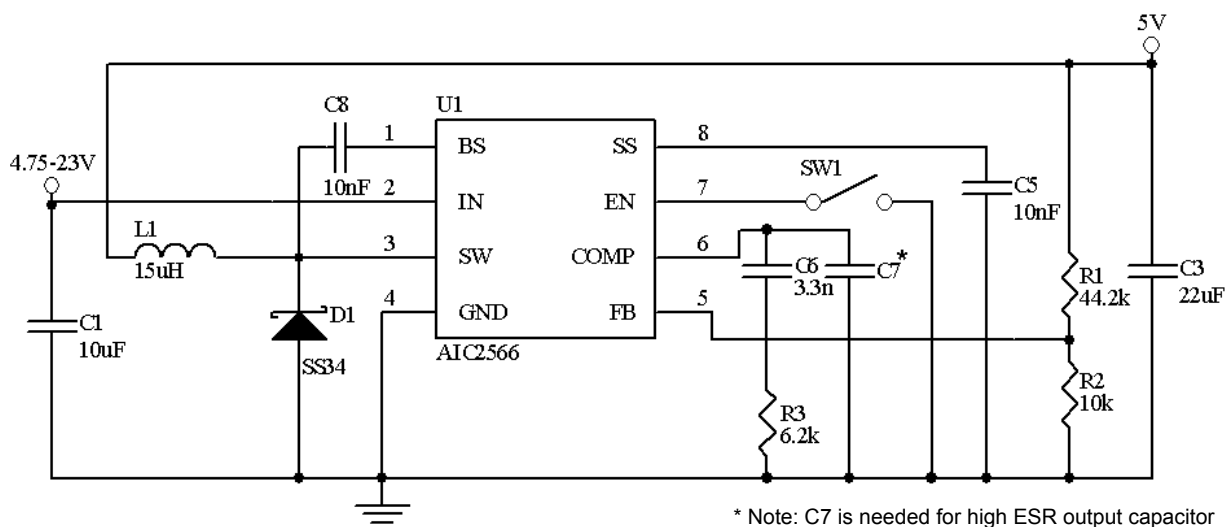 5V
C8
U1
1
BS
SS
8
4.75-23V
10nF
SW1
2
IN
EN
7
C5
10nF
L1
15uH
3
SW
COMP
6
C6
3.3n
C7*
R1
44.2k
C3
22uF
4
GND
FB
5
D1
C1
10uF
SS34
AIC2566
R2
10k
R3
6.2k
* Note: C7 is needed for high ESR output capacitor